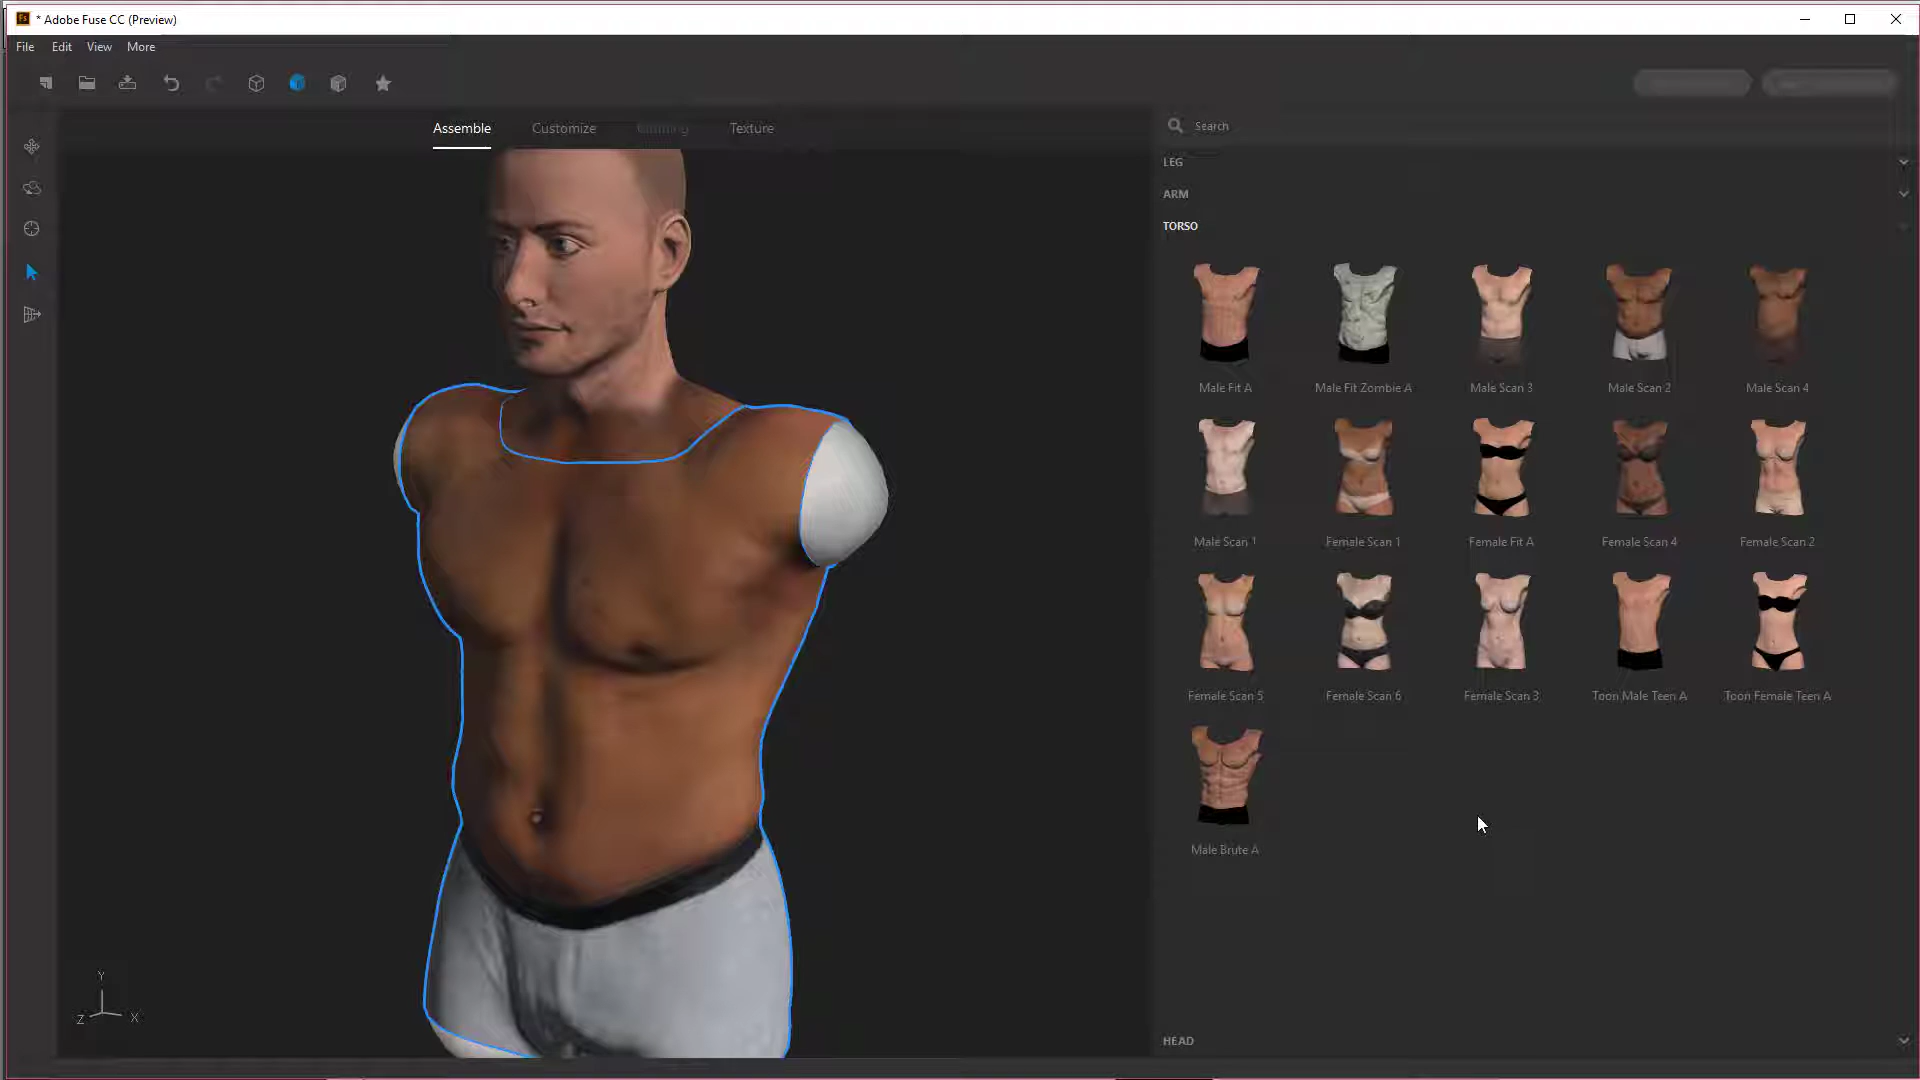 * Adobe Fuse CC (Preview)
File Edit View More
Assemble Customize Clothing Texture
Search
LEG
ARM
TORSO
Male Fit A Male Fit Zombie A Male Scan 3 Male Scan 2 Male Scan 4
Male Scan 1 Female Scan 1 Female Fit A Female Scan 4 Female Scan 2
Female Scan 5 Female Scan 6 Female Scan 3 Toon Male Teen A Toon Female Teen A
Male Brute A
HEAD
Y
Z X